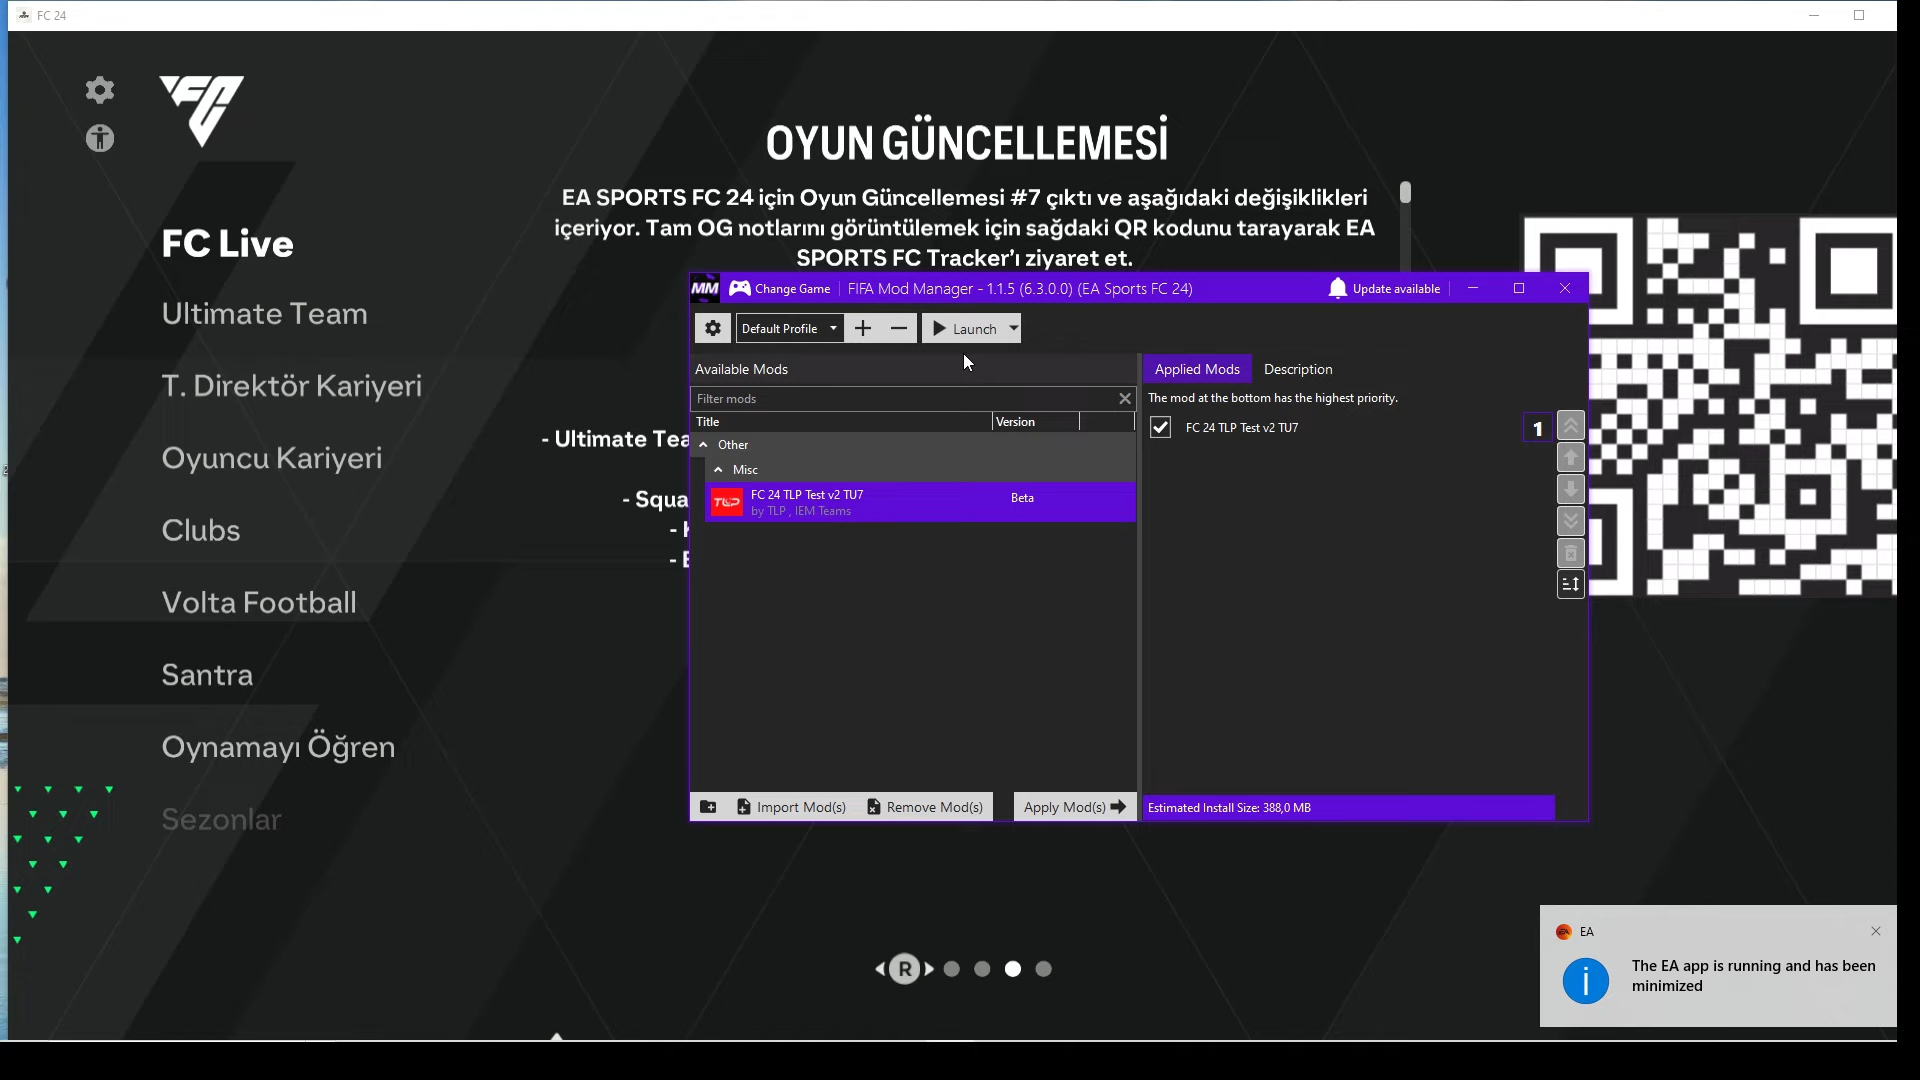 FC 24
OYUN GÜNCELLEMESİ
EA SPORTS FC 24 için Oyun Güncellemesi #7 çıktı ve aşağıdaki değişiklikleri
içeriyor. Tam OG notlarını görüntülemek için sağdaki QR kodunu tarayarak EA
SPORTS FC Tracker'ı ziyaret et.
FC Live
Ultimate Team
T. Direktör Kariyeri
Oyuncu Kariyeri
Clubs
Volta Football
Santra
Oynamayı Öğren
Sezonlar
- Ultimate Tea
- Squa
MM Change Game FIFA Mod Manager - 1.1.5 (6.3.0.0) (EA Sports FC 24) Update available
Default Profile Launch
Available Mods
Filter mods
Title Version
Other
Misc
TLP FC 24 TLP Test v2 TU7 Beta
by TLP , IEM Teams
Import Mod(s) Remove Mod(s) Apply Mod(s)
Applied Mods Description
The mod at the bottom has the highest priority.
FC 24 TLP Test v2 TU7 1
Estimated Install Size: 388,0 MB
R
EA
The EA app is running and has been
minimized